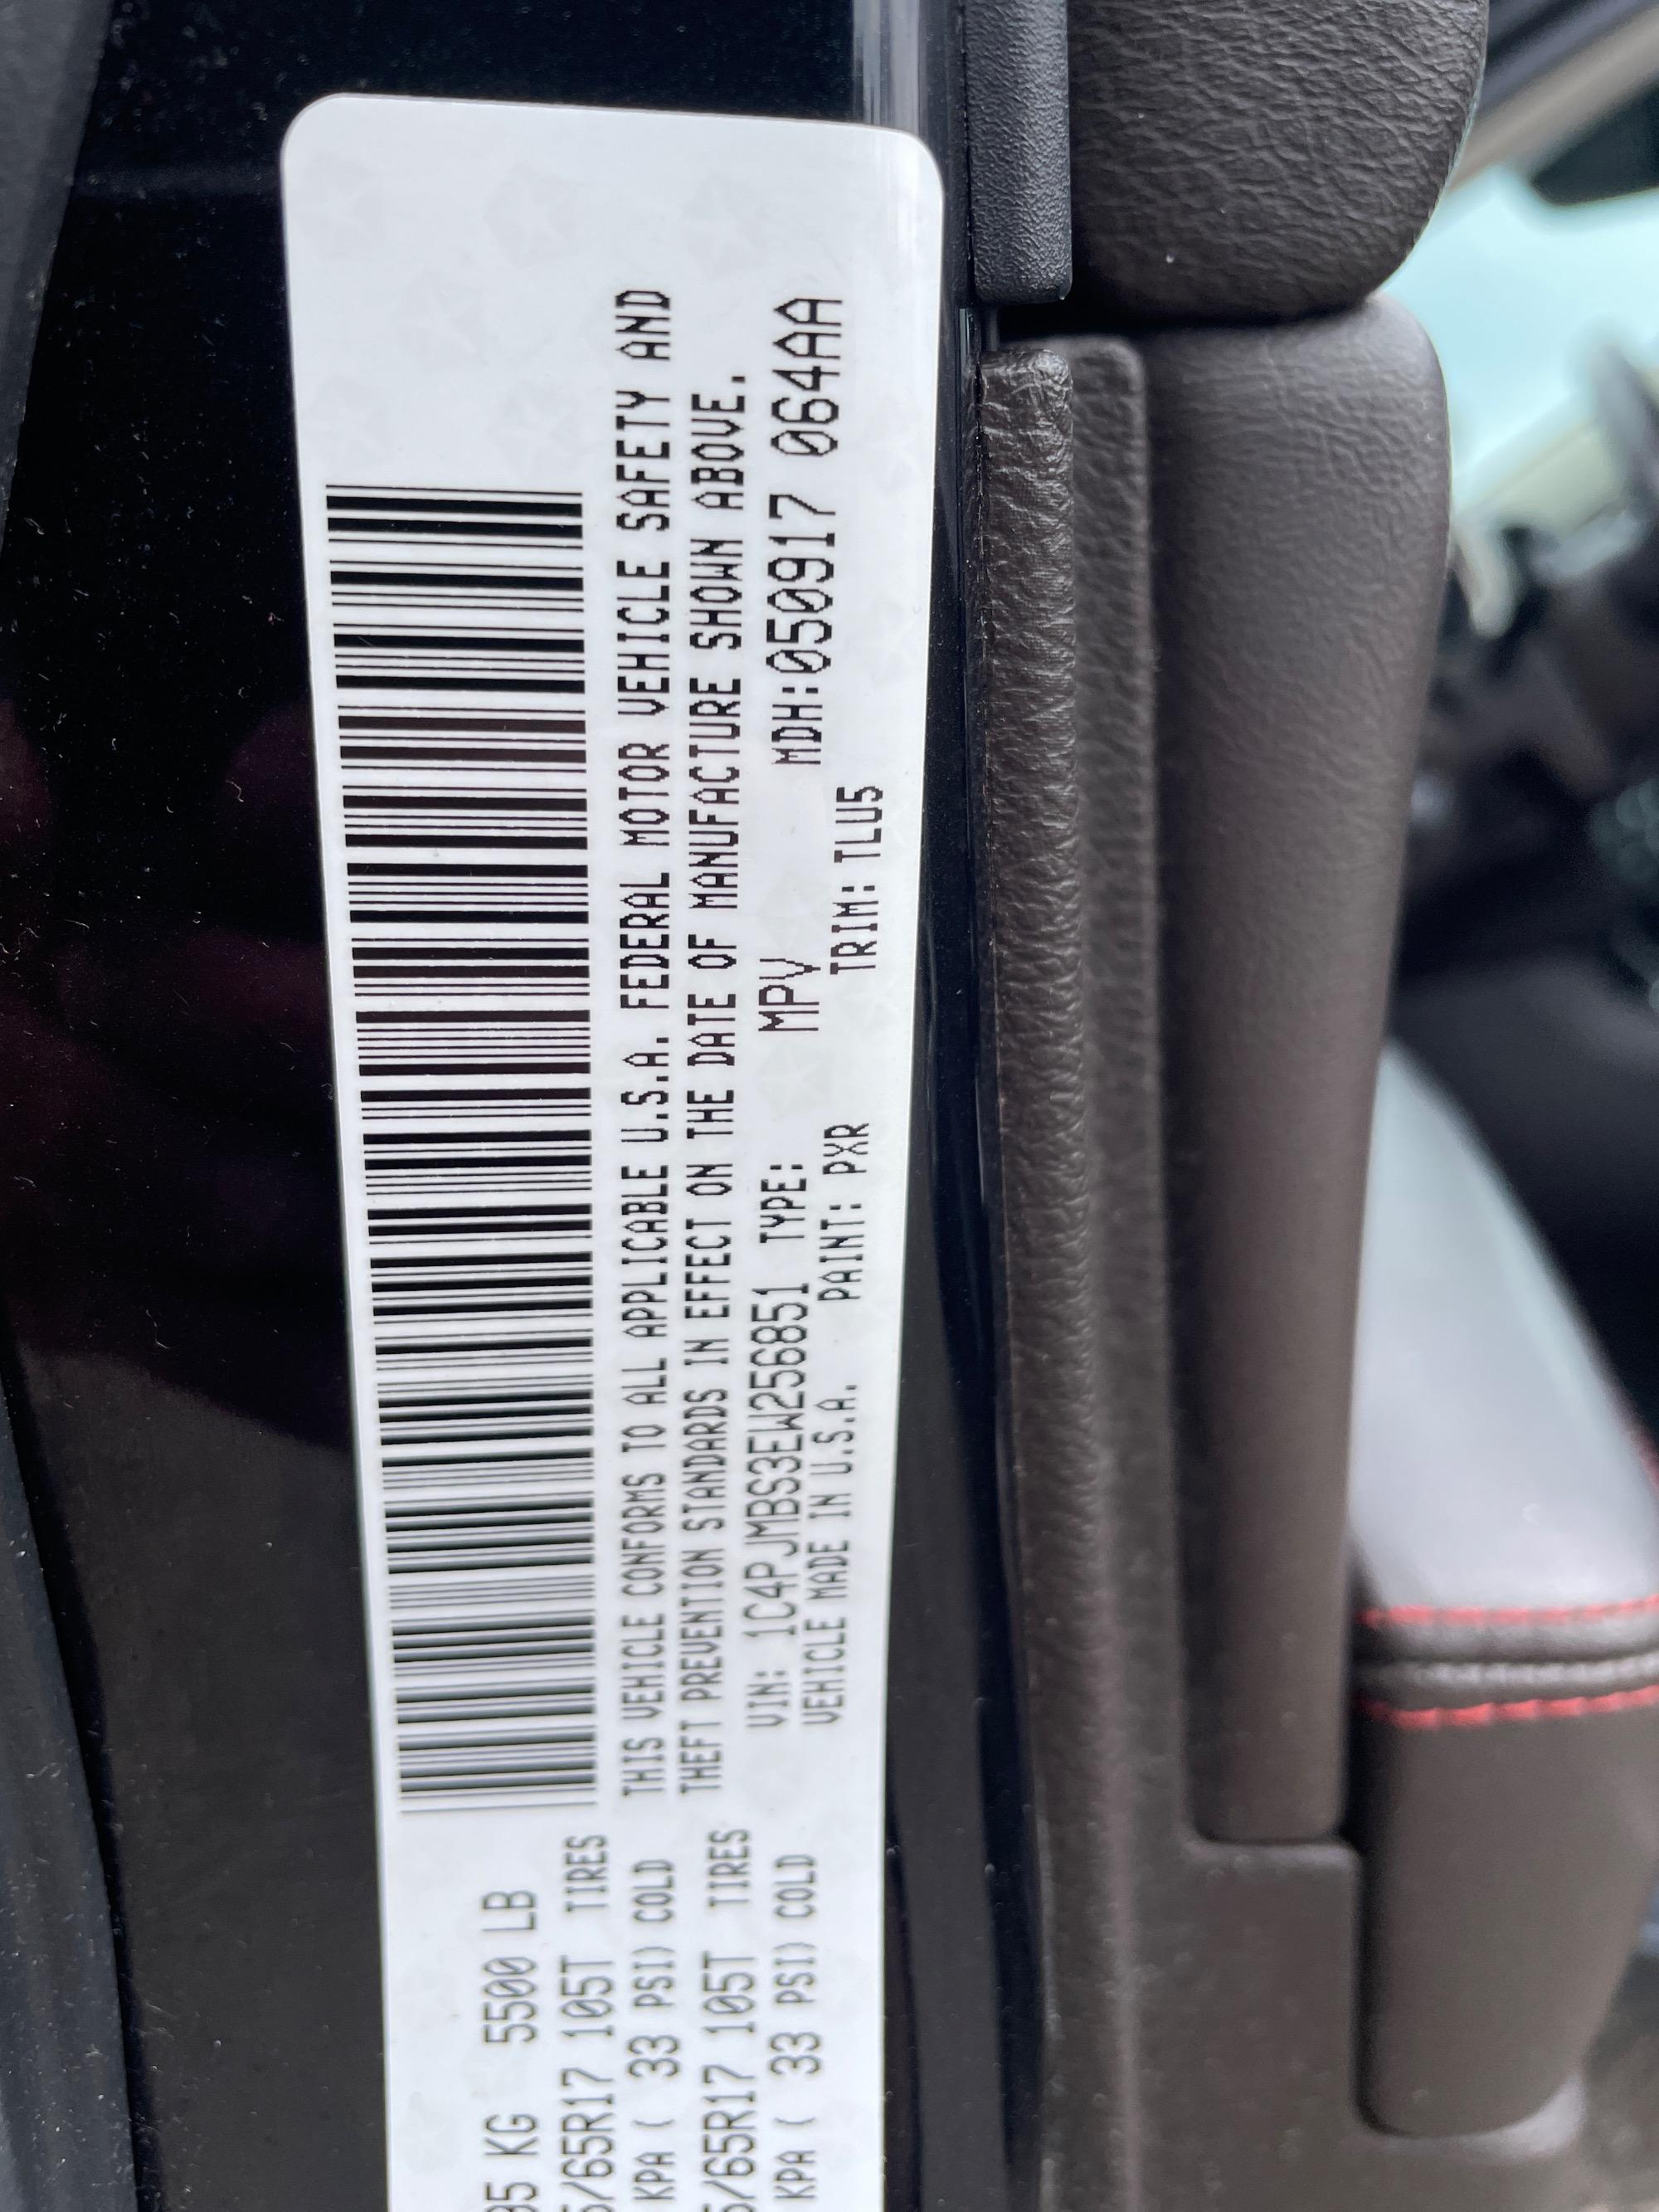 95 KG 5500 LB
5/65R17 105T TIRES
KPA ( 33 PSI) COLD
5/65R17 105T TIRES
KPA ( 33 PSI) COLD
THIS VEHICLE CONFORMS TO ALL APPLICABLE U.S.A. FEDERAL MOTOR VEHICLE SAFETY AND
THEFT PREVENTION STANDARDS IN EFFECT ON THE DATE OF MANUFACTURE SHOWN ABOVE.
VIN: 1C4PJMBS3EW256851 TYPE: MPV MDH:050917 064AA
VEHICLE MADE IN U.S.A. PAINT: PXR TRIM: TLU5